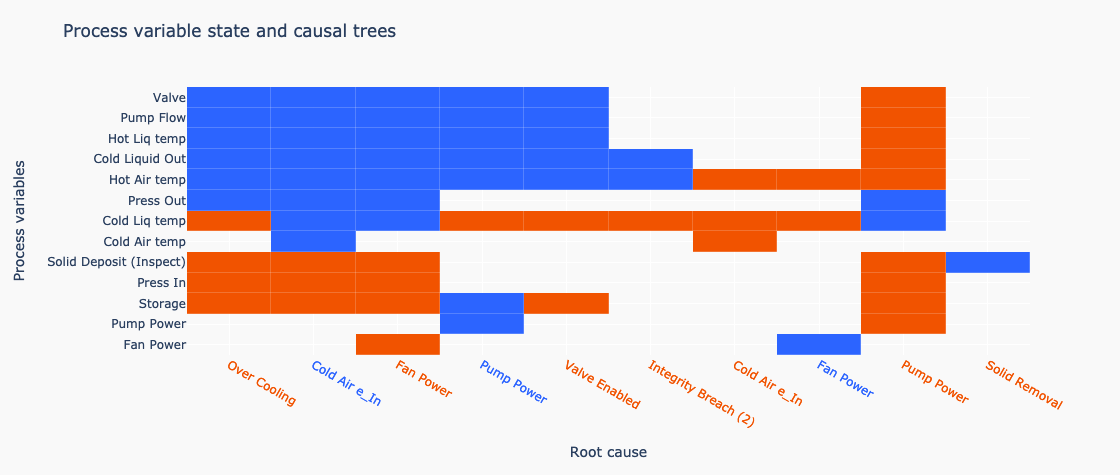 Process variable state and causal trees
Process variables
Valve
Pump Flow
Hot Liq temp
Cold Liquid Out
Hot Air temp
Press Out
Cold Liq temp
Cold Air temp
Solid Deposit (Inspect)
Press In
Storage
Pump Power
Fan Power
Over Cooling
Cold Air e_In
Fan Power
Pump Power
Valve Enabled
Integrity Breach (2)
Cold Air e_In
Fan Power
Pump Power
Solid Removal
Root cause